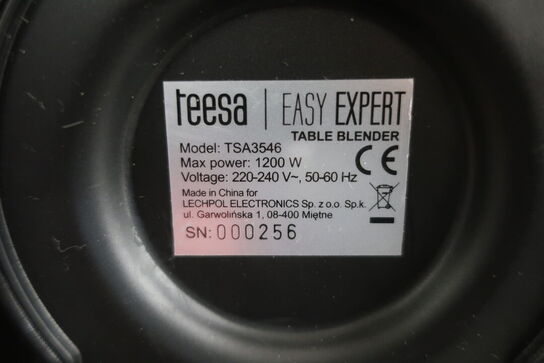 teesa | EASY EXPERT
TABLE BLENDER
Model: TSA3546
Max power: 1200 W
Voltage: 220-240 V~, 50-60 Hz
CE
Made in China for
LECHPOL ELECTRONICS Sp. z o.o. Sp.k.
ul. Garwolińska 1, 08-400 Miętne
SN: 000256